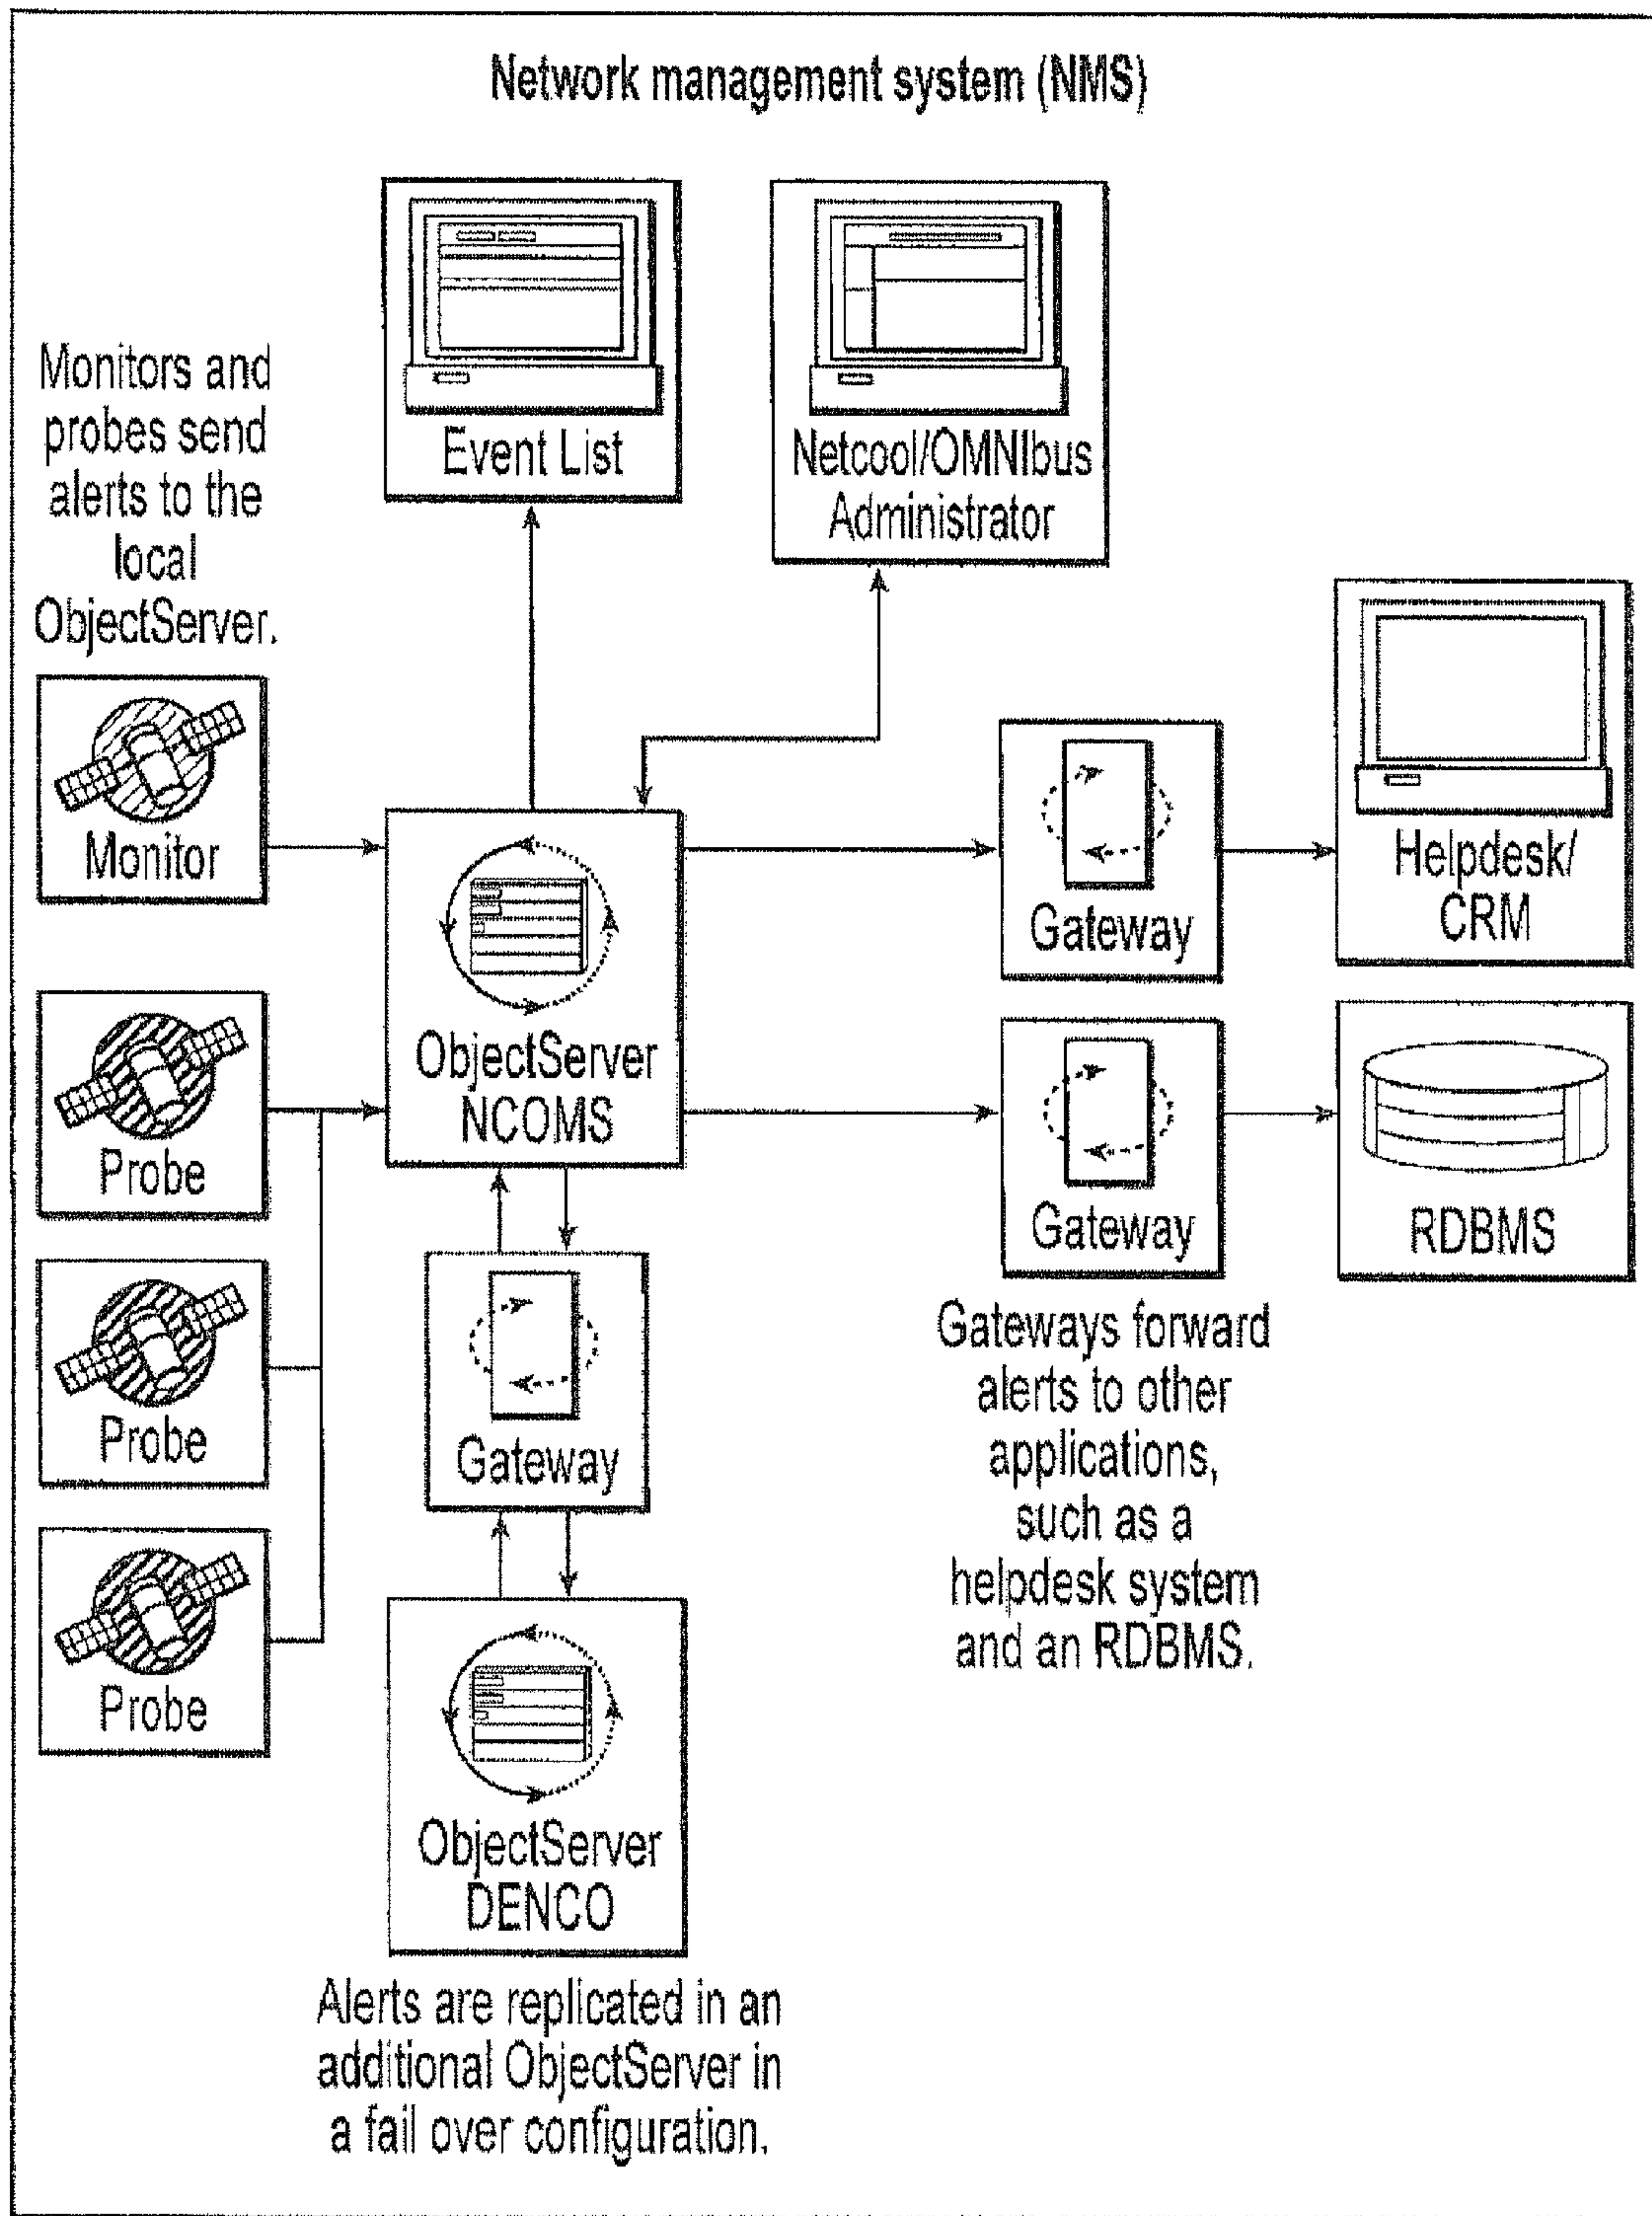 Network management system (NMS)
Event List
Netcool/OMNIbus
Administrator
Monitors and
probes send
alerts to the
local
ObjectServer.
Monitor
Probe
Probe
Probe
ObjectServer
NCOMS
Gateway
Helpdesk/
CRM
Gateway
RDBMS
Gateway
Gateways forward
alerts to other
applications,
such as a
helpdesk system
and an RDBMS.
ObjectServer
DENCO
Alerts are replicated in an
additional ObjectServer in
a fail over configuration.